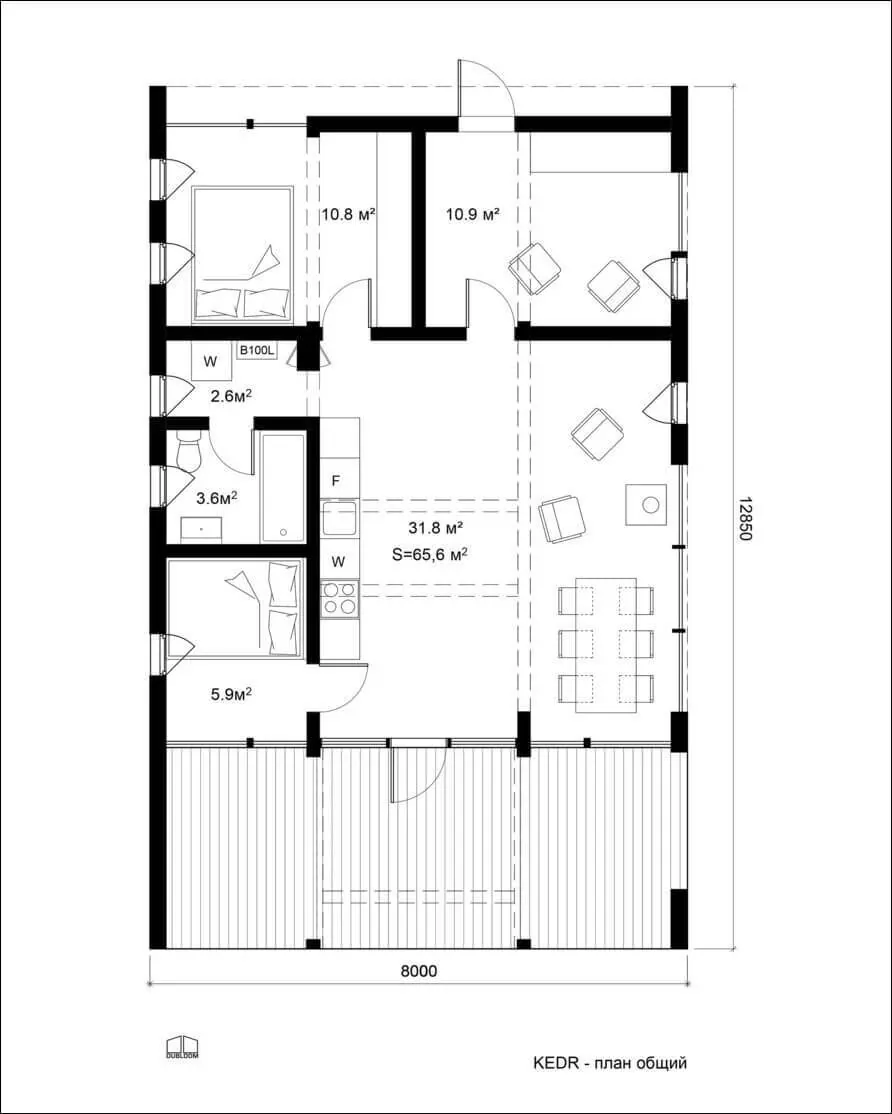 10.8 м²
10.9 м²
B100L
W
2.6м²
F
3.6м²
31.8 м²
S=65,6 м²
W
12850
5.9м²
8000
DUBLDOM
KEDR - план общий